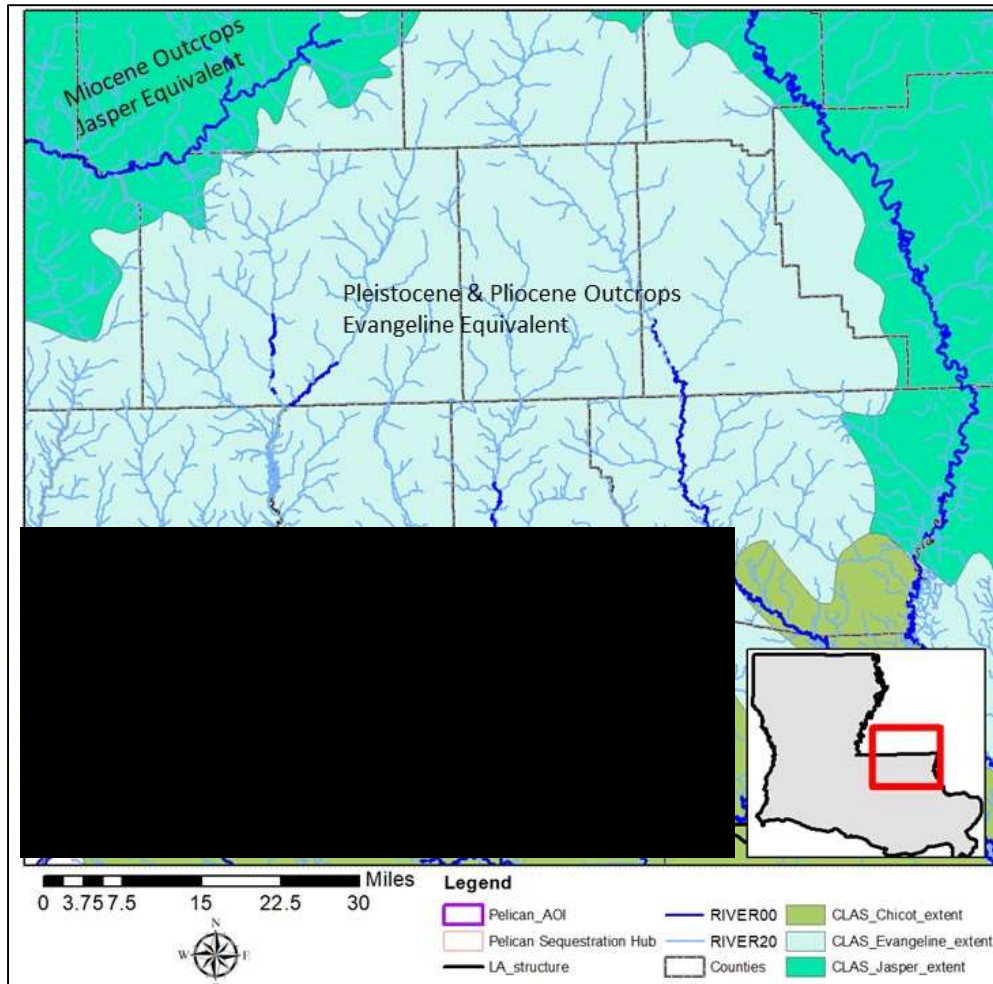 Miocene Outcrops
Jasper Equivalent
Pleistocene & Pliocene Outcrops
Evangeline Equivalent
Miles
0 3.75 7.5 15 22.5 30
N
W E
Legend
Pelican_AOI
Pelican Sequestration Hub
LA_structure
RIVER00
RIVER20
Counties
CLAS_Chicot_extent
CLAS_Evangeline_extent
CLAS_Jasper_extent